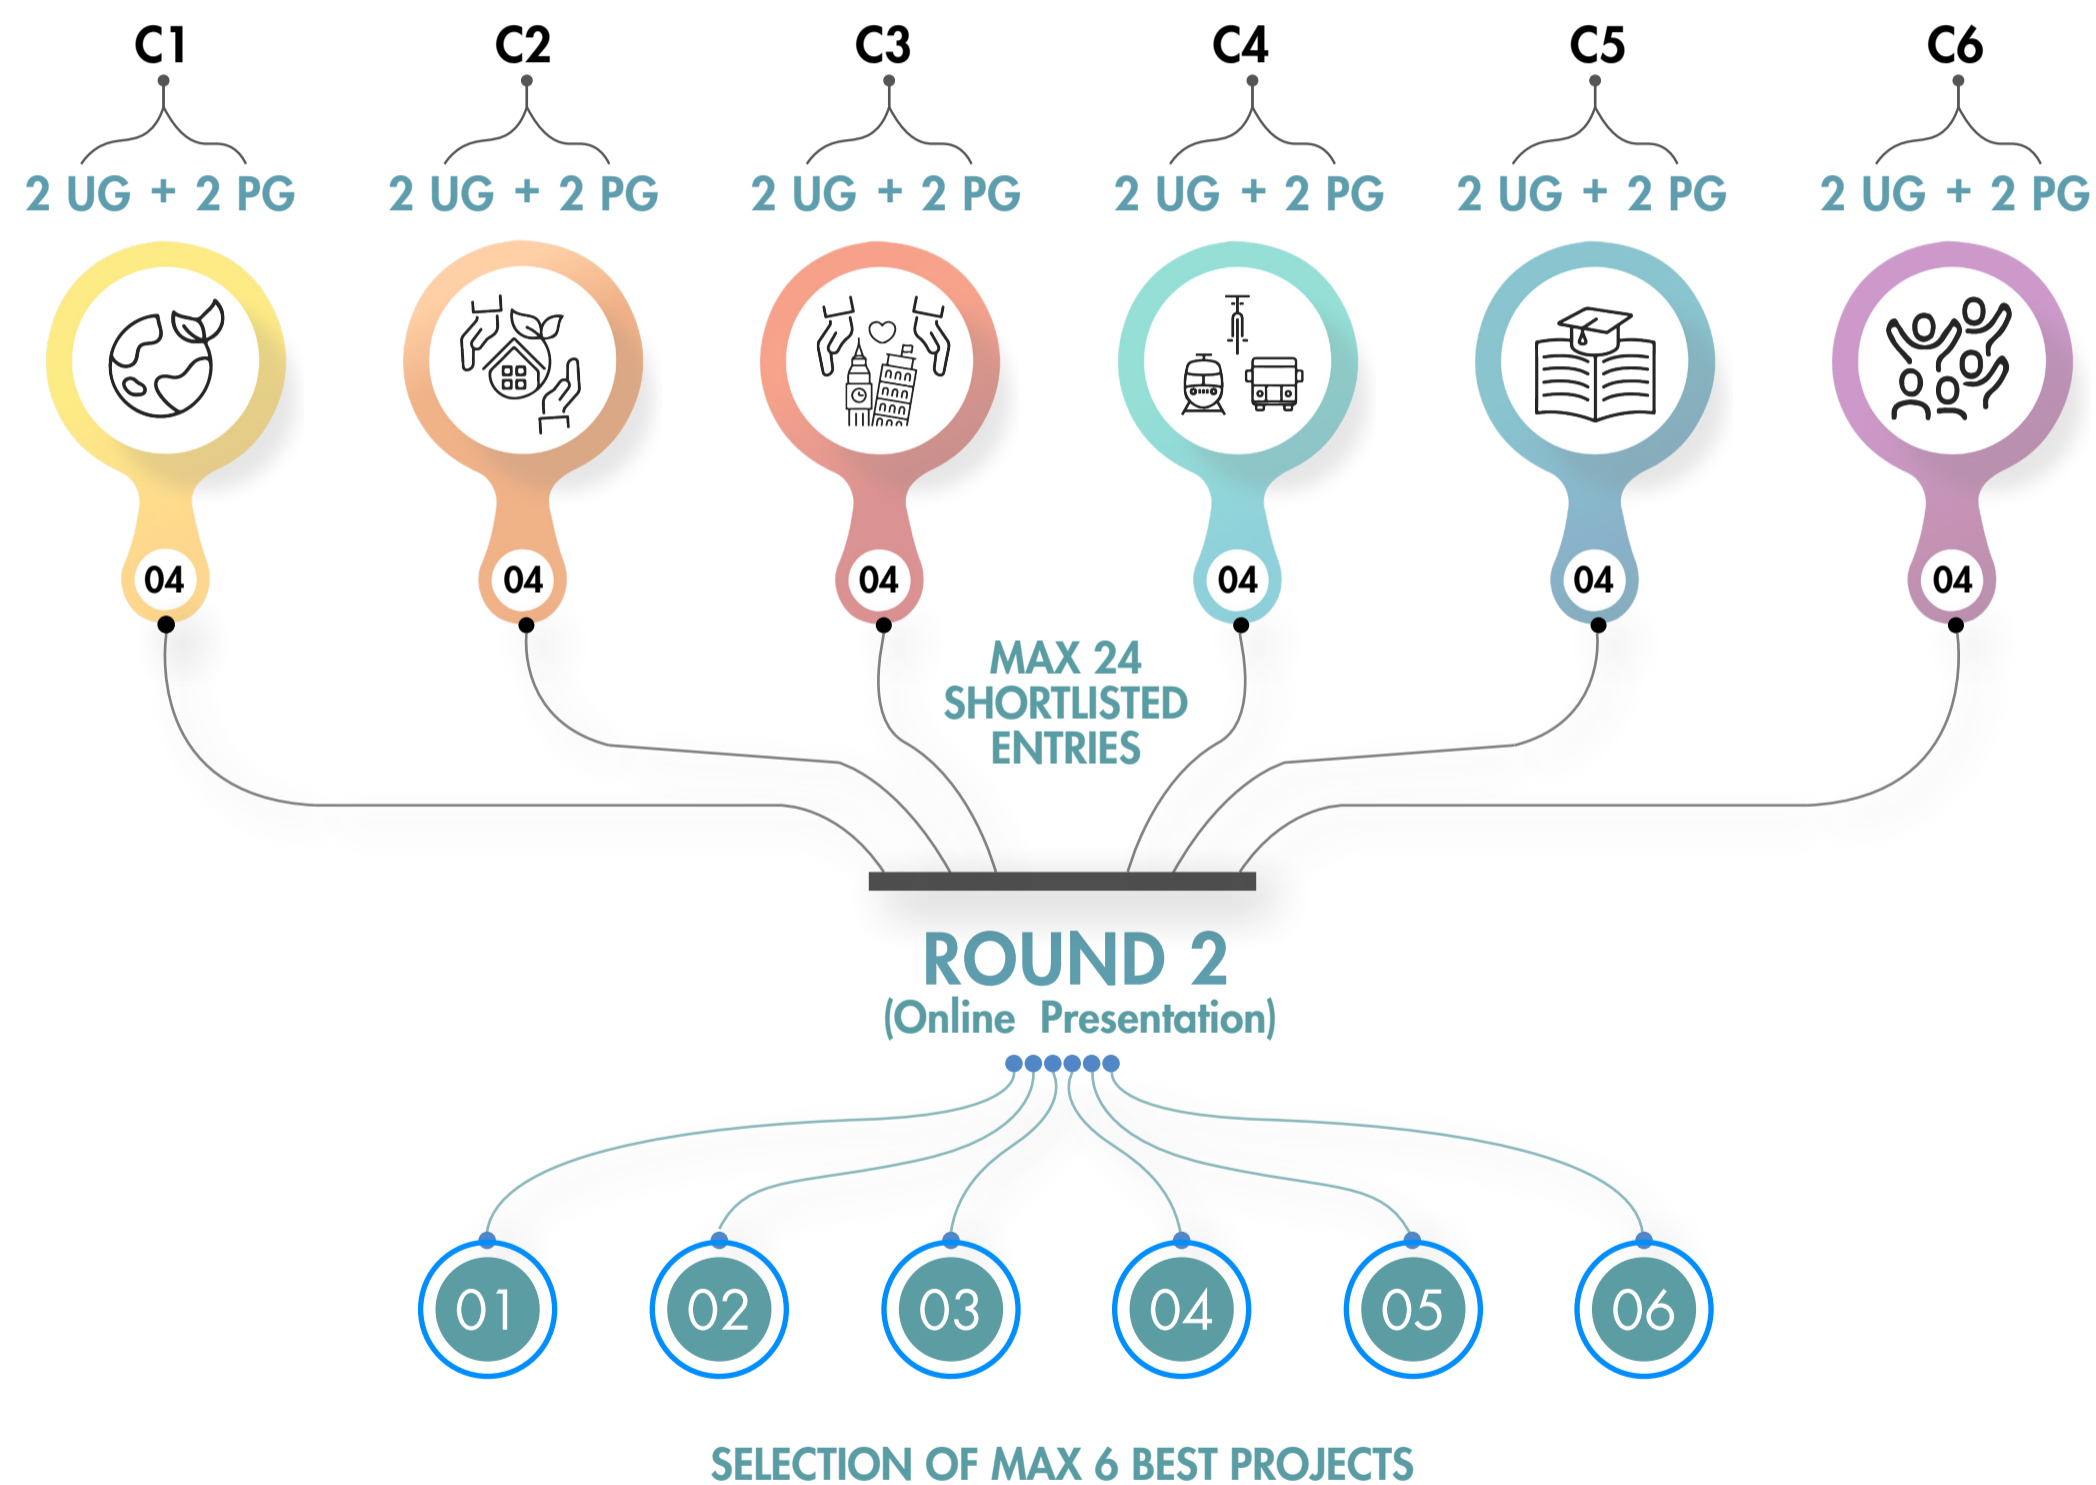 C1
C2
C3
C4
C5
C6
2 UG + 2 PG
2 UG + 2 PG
2 UG + 2 PG
2 UG + 2 PG
2 UG + 2 PG
2 UG + 2 PG
04
04
04
04
04
04
MAX 24
SHORTLISTED
ENTRIES
ROUND 2
(Online Presentation)
01
02
03
04
05
06
SELECTION OF MAX 6 BEST PROJECTS